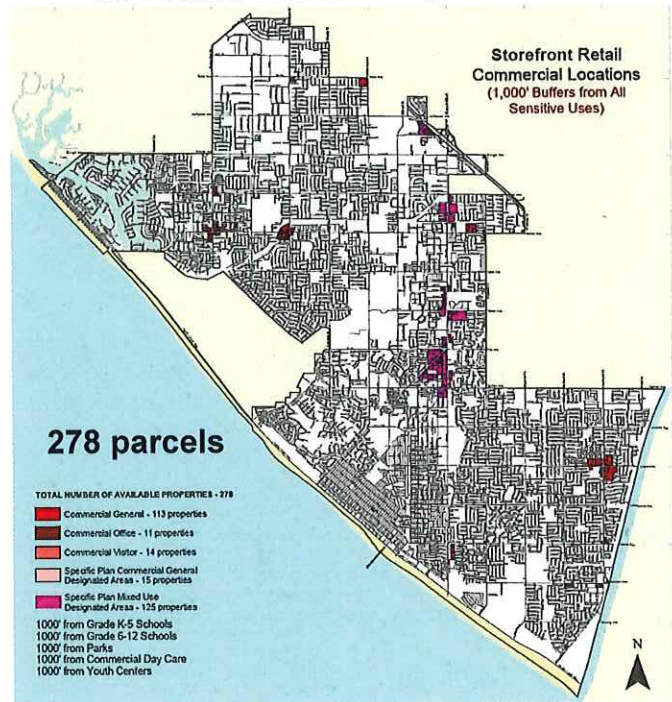 Storefront Retail
Commercial Locations
(1,000' Buffers from All
Sensitive Uses)
278 parcels
TOTAL NUMBER OF AVAILABLE PROPERTIES - 278
Commercial General - 113 properties
Commercial Office - 11 properties
Commercial Visitor - 14 properties
Specific Plan Commercial General
Designated Areas - 15 properties
Specific Plan Mixed Use
Designated Areas - 125 properties
1000' from Grade K-5 Schools
1000' from Grade 6-12 Schools
1000' from Parks
1000' from Commercial Day Care
1000' from Youth Centers
N